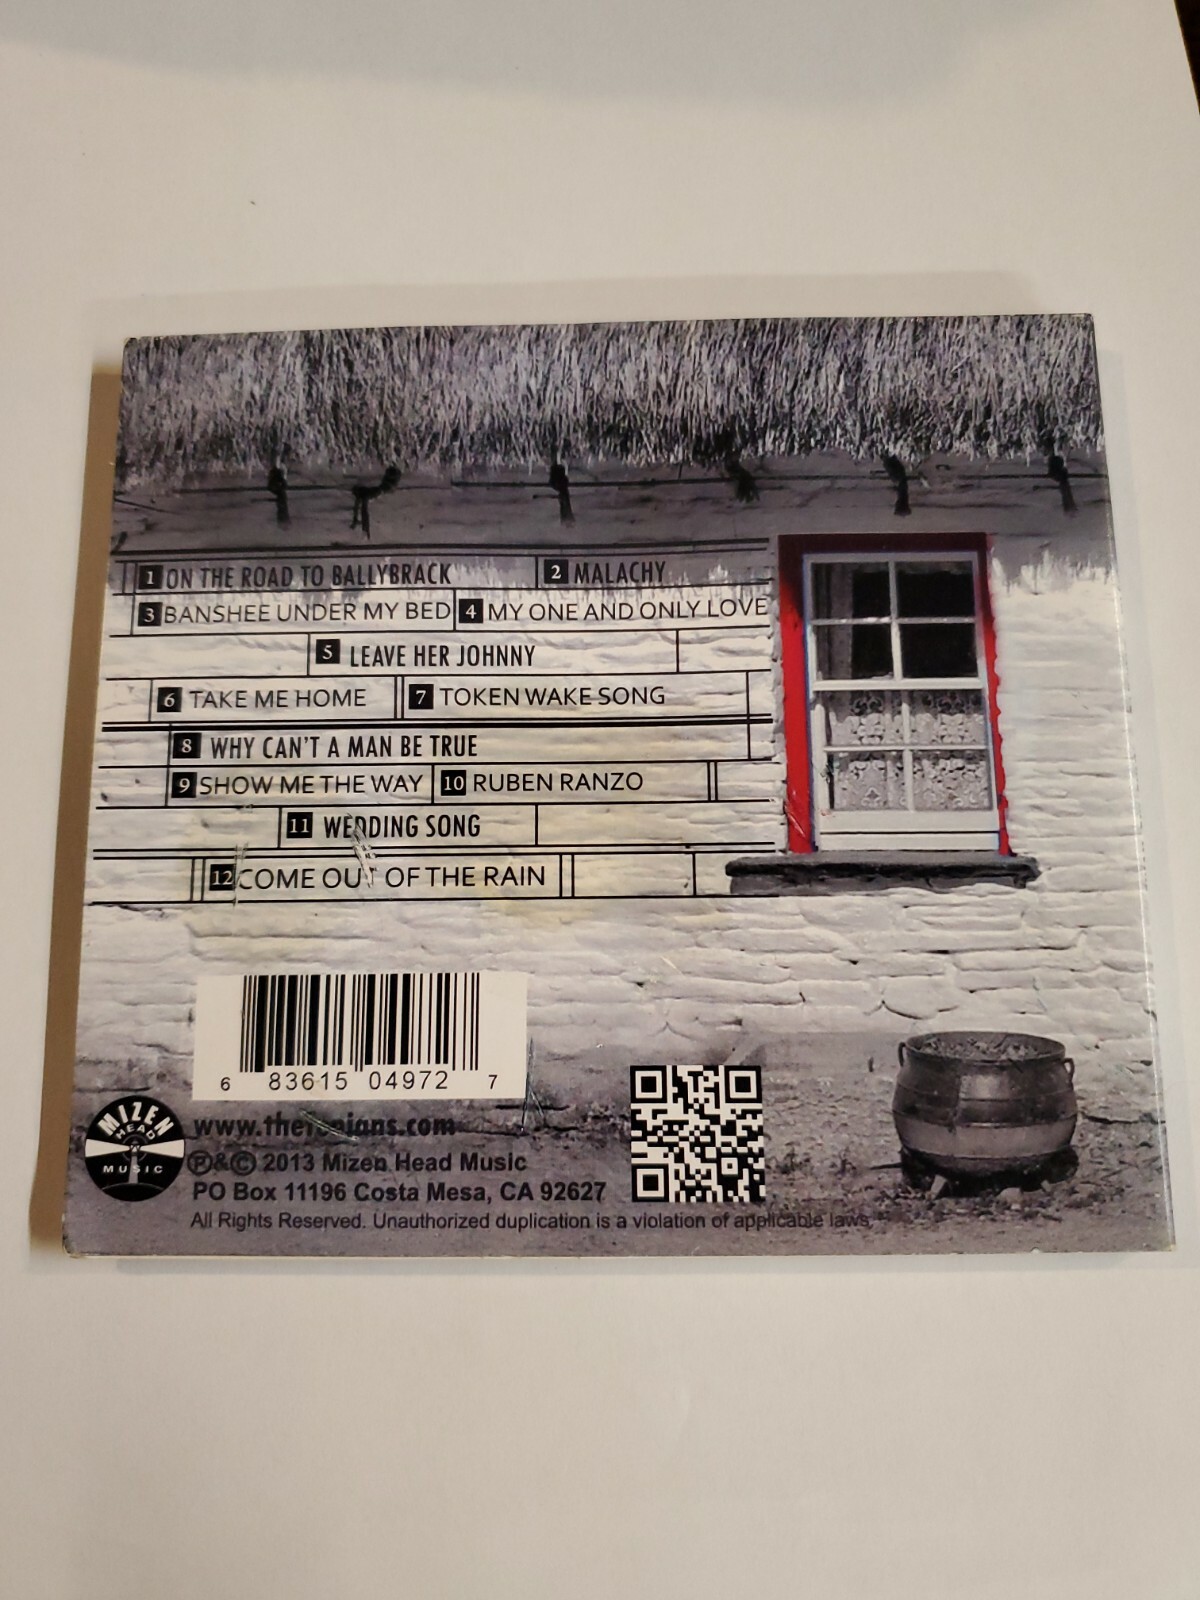 1 ON THE ROAD TO BALLYBRACK 2 MALACHY
3 BANSHEE UNDER MY BED 4 MY ONE AND ONLY LOVE
5 LEAVE HER JOHNNY
6 TAKE ME HOME 7 TOKEN WAKE SONG
8 WHY CAN'T A MAN BE TRUE
9 SHOW ME THE WAY 10 RUBEN RANZO
11 WEDDING SONG
12 COME OUT OF THE RAIN
6 83615 04972 7
MIZEN
HEAD
MUSIC
℗&© 2013 Mizen Head Music
PO Box 11196 Costa Mesa, CA 92627
All Rights Reserved. Unauthorized duplication is a violation of applicable laws.